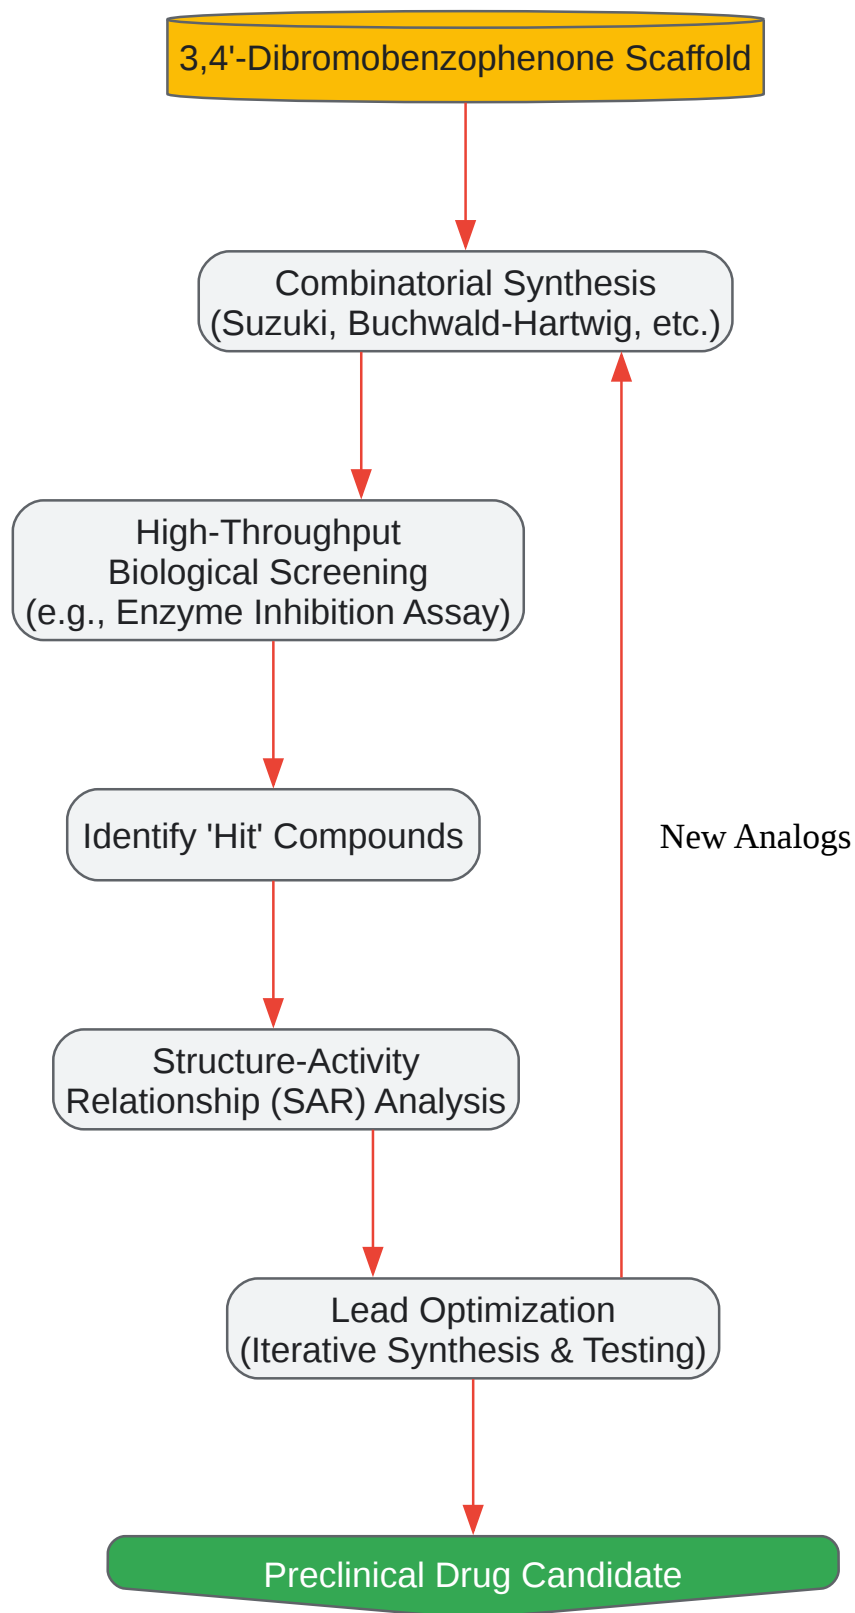 3,4'-Dibromobenzophenone Scaffold
Combinatorial Synthesis
(Suzuki, Buchwald-Hartwig, etc.)
High-Throughput
Biological Screening
(e.g., Enzyme Inhibition Assay)
Identify 'Hit' Compounds
New Analogs
Structure-Activity
Relationship (SAR) Analysis
Lead Optimization
(Iterative Synthesis & Testing)
Preclinical Drug Candidate